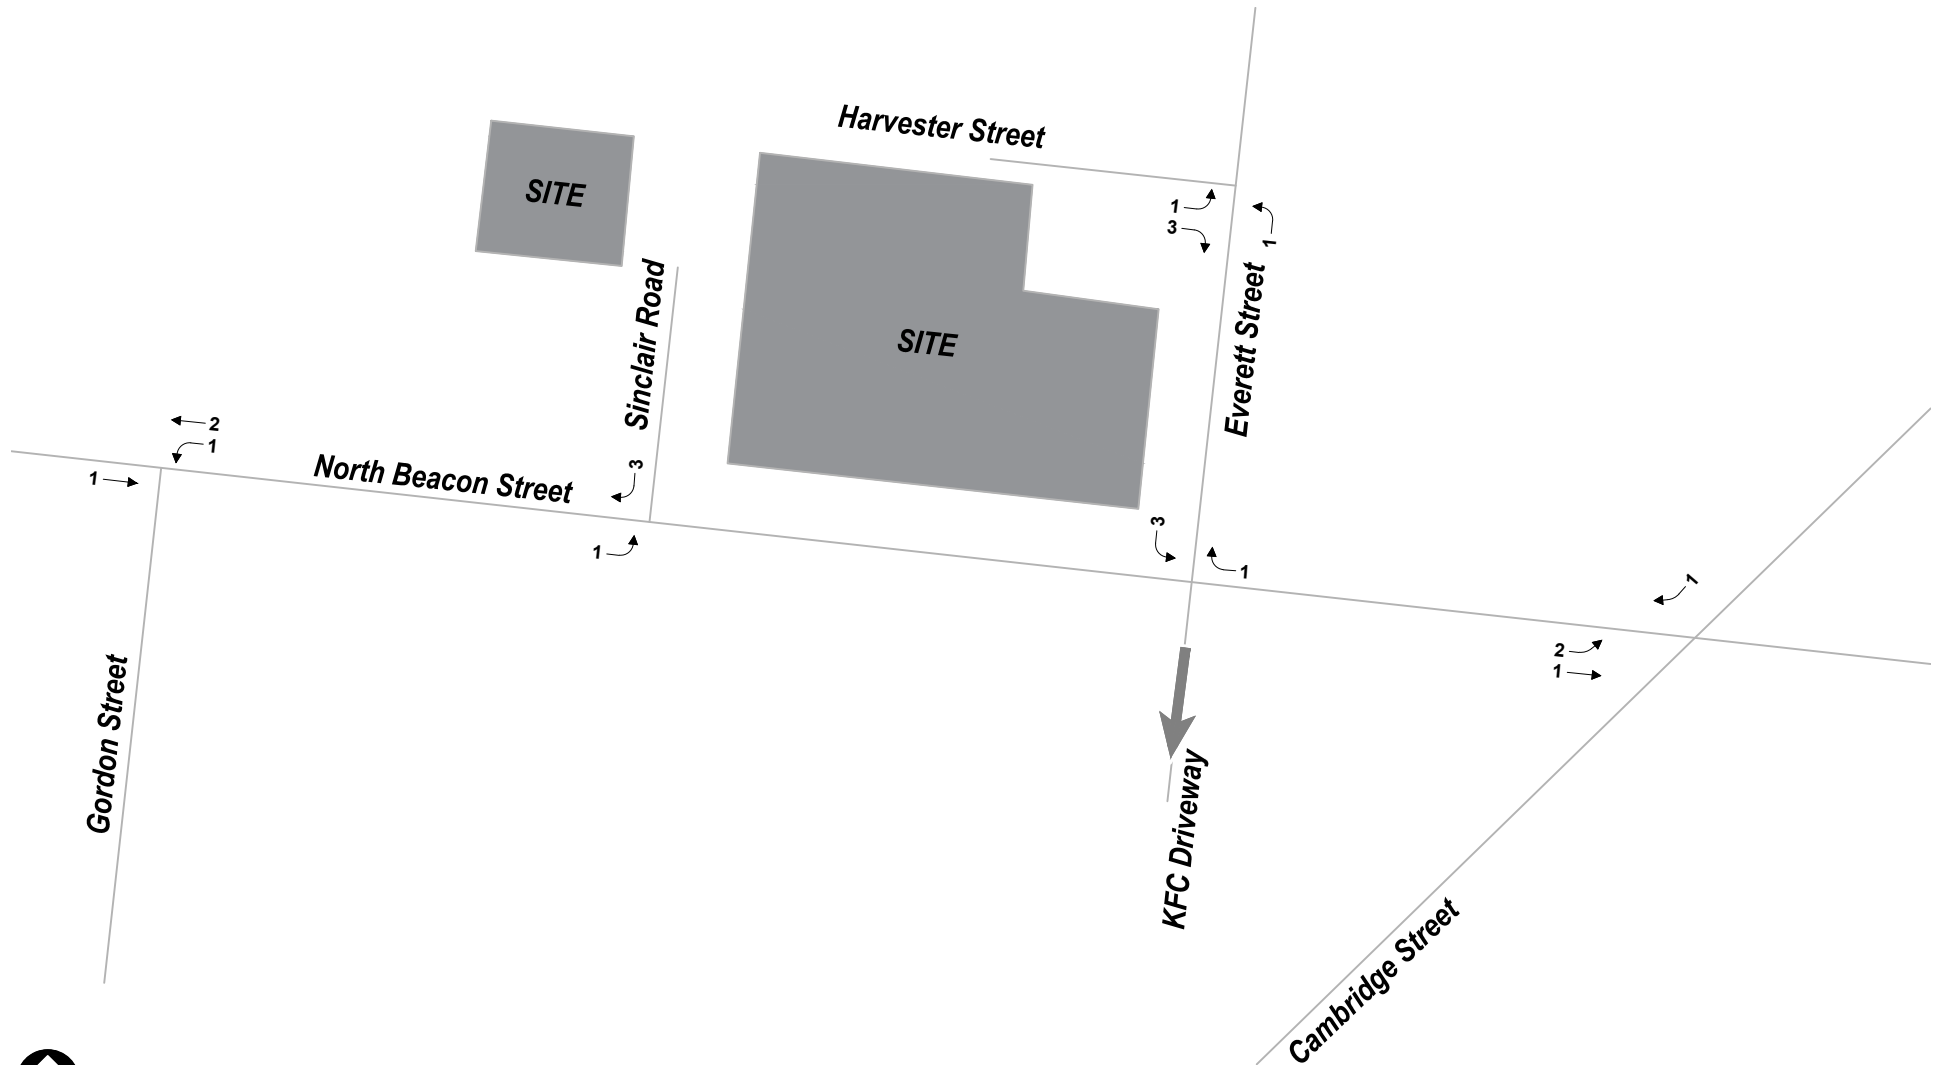 Harvester Street
SITE
1
3
1
Sinclair Road
Everett Street
SITE
2
1
1
North Beacon Street
3
1
3
1
1
2
1
Gordon Street
KFC Driveway
Cambridge Street